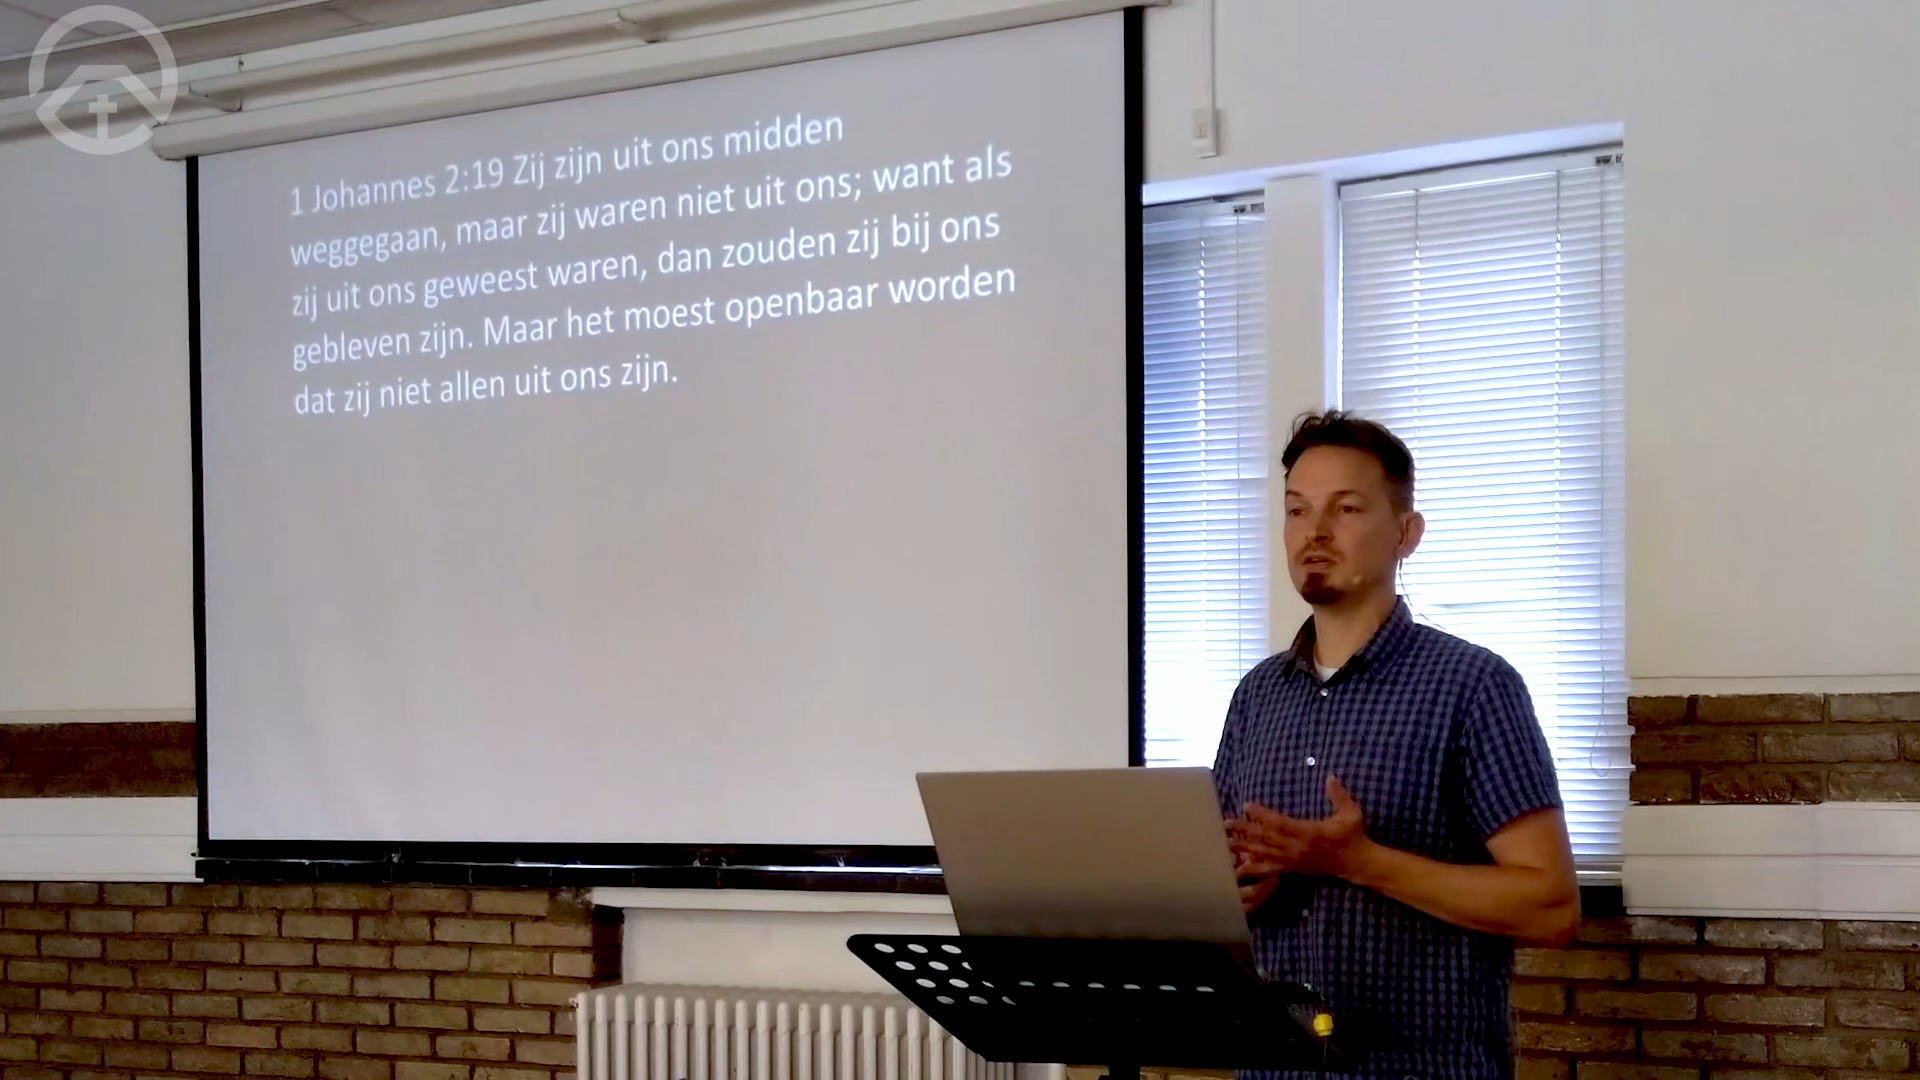 1 Johannes 2:19 Zij zijn uit ons midden
weggegaan, maar zij waren niet uit ons; want als
zij uit ons geweest waren, dan zouden zij bij ons
gebleven zijn. Maar het moest openbaar worden
dat zij niet allen uit ons zijn.